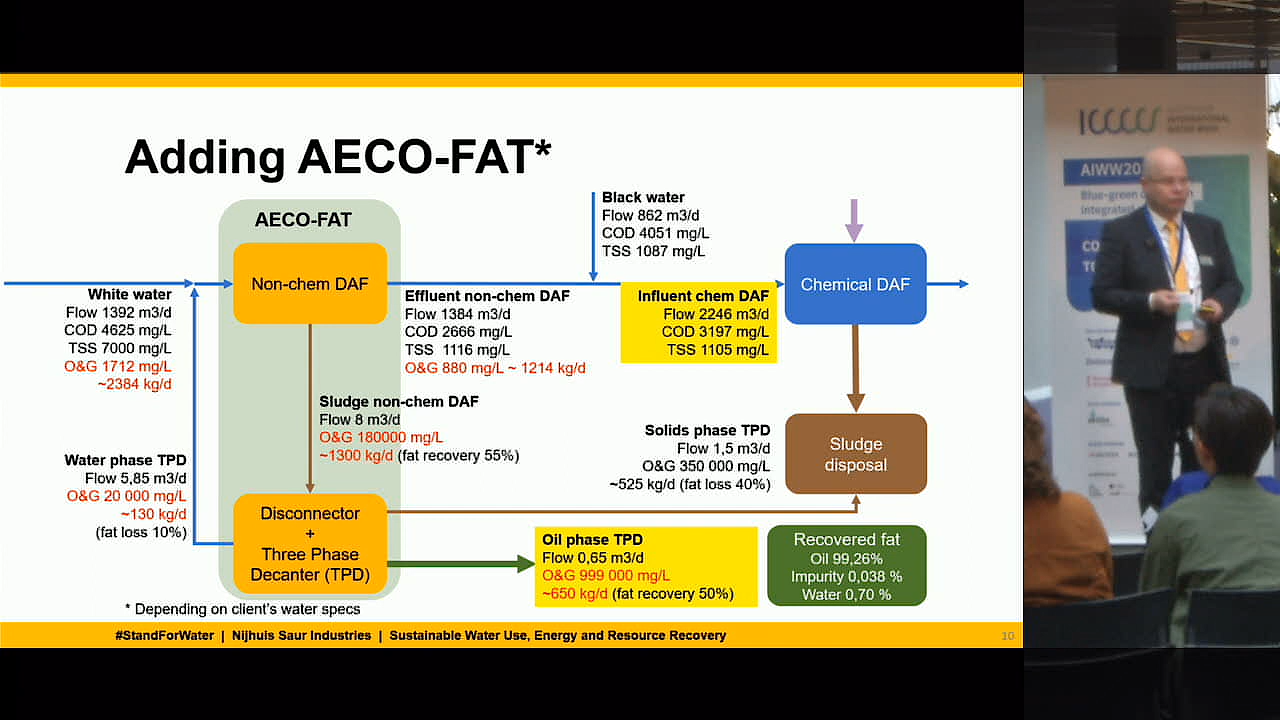 Adding AECO-FAT*
AECO-FAT
Non-chem DAF
Black water
Flow 862 m3/d
COD 4051 mg/L
TSS 1087 mg/L
Chemical DAF
White water
Flow 1392 m3/d
COD 4625 mg/L
TSS 7000 mg/L
O&G 1712 mg/L
~2384 kg/d
Effluent non-chem DAF
Flow 1384 m3/d
COD 2666 mg/L
TSS 1116 mg/L
O&G 880 mg/L ~ 1214 kg/d
Influent chem DAF
Flow 2246 m3/d
COD 3197 mg/L
TSS 1105 mg/L
Sludge non-chem DAF
Flow 8 m3/d
O&G 180000 mg/L
~1300 kg/d (fat recovery 55%)
Solids phase TPD
Flow 1,5 m3/d
O&G 350 000 mg/L
~525 kg/d (fat loss 40%)
Sludge
disposal
Water phase TPD
Flow 5,85 m3/d
O&G 20 000 mg/L
~130 kg/d
(fat loss 10%)
Disconnector
+
Three Phase
Decanter (TPD)
Oil phase TPD
Flow 0,65 m3/d
O&G 999 000 mg/L
~650 kg/d (fat recovery 50%)
Recovered fat
Oil 99,26%
Impurity 0,038 %
Water 0,70 %
* Depending on client's water specs
#StandForWater | Nijhuis Saur Industries | Sustainable Water Use, Energy and Resource Recovery
10
INTERNATIONAL
WATER WEEK
AIWW20
Blue-green
integrated